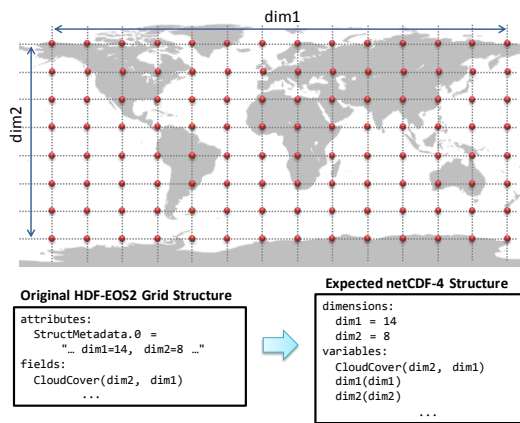 dim1
dim2
Original HDF-EOS2 Grid Structure
attributes:
StructMetadata.0 =
"… dim1=14, dim2=8 …"
fields:
CloudCover(dim2, dim1)
...
Expected netCDF-4 Structure
dimensions:
dim1 = 14
dim2 = 8
variables:
CloudCover(dim2, dim1)
dim1(dim1)
dim2(dim2)
...